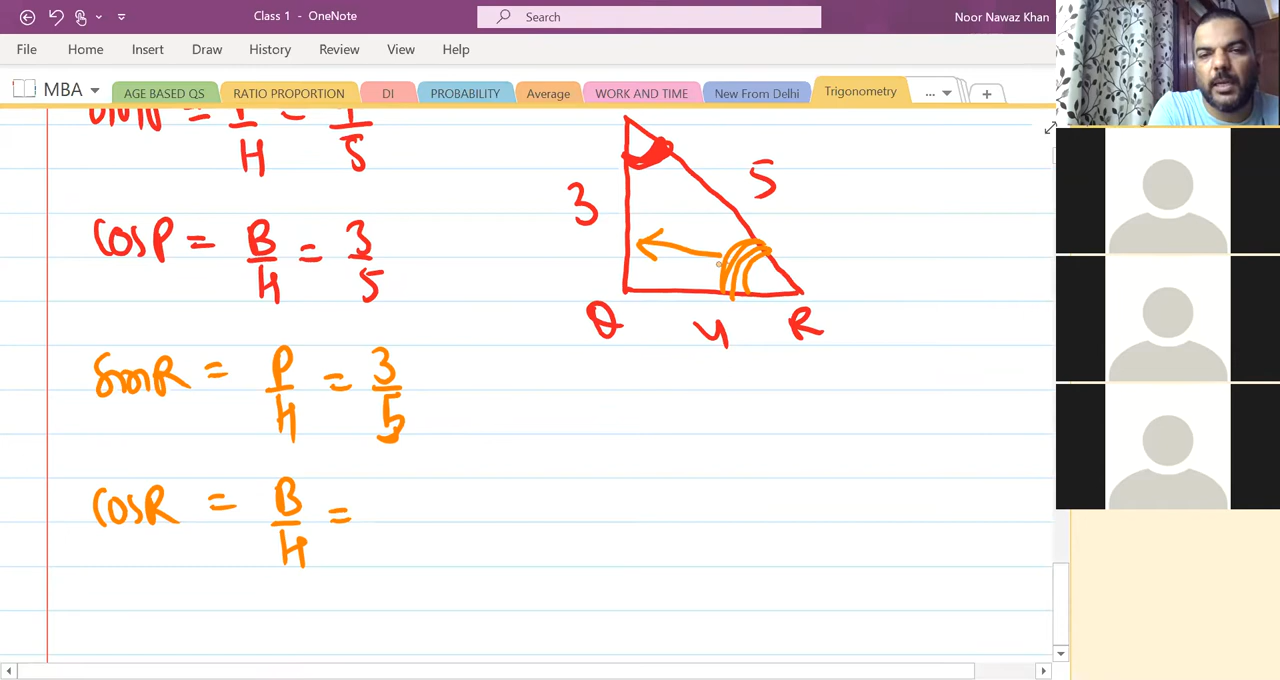 Class 1 - OneNote
Search
Noor Nawaz Khan
File Home Insert Draw History Review View Help
MBA
AGE BASED QS
RATIO PROPORTION
DI
PROBABILITY
Average
WORK AND TIME
New From Delhi
Trigonometry
...
+
H 5
cosP = B/H = 3/5
sinR = P/H = 3/5
cosR = B/H =
3
5
Q 4 R